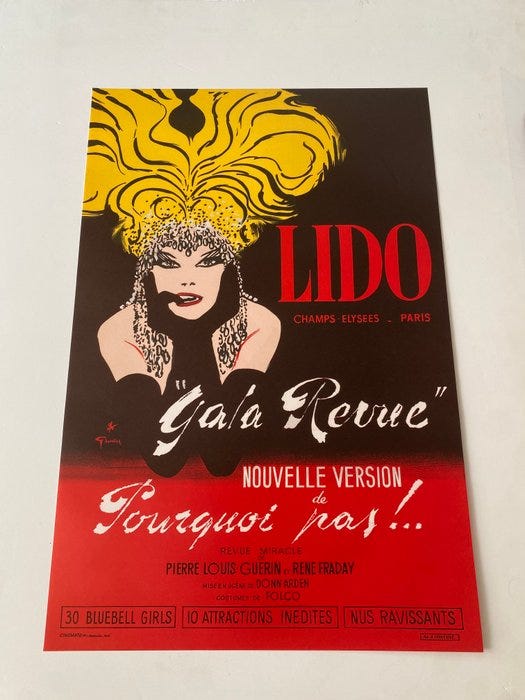 LIDO
CHAMPS-ELYSEES - PARIS
"Gala Revue"
NOUVELLE VERSION
de
Pourquoi pas!...
REVUE MIRACLE
DE
PIERRE LOUIS GUERIN ET RENE FRADAY
MISE EN SCENE DE DONN ARDEN
COSTUMES DE FOLCO
30 BLUEBELL GIRLS
10 ATTRACTIONS INEDITES
NUS RAVISSANTS